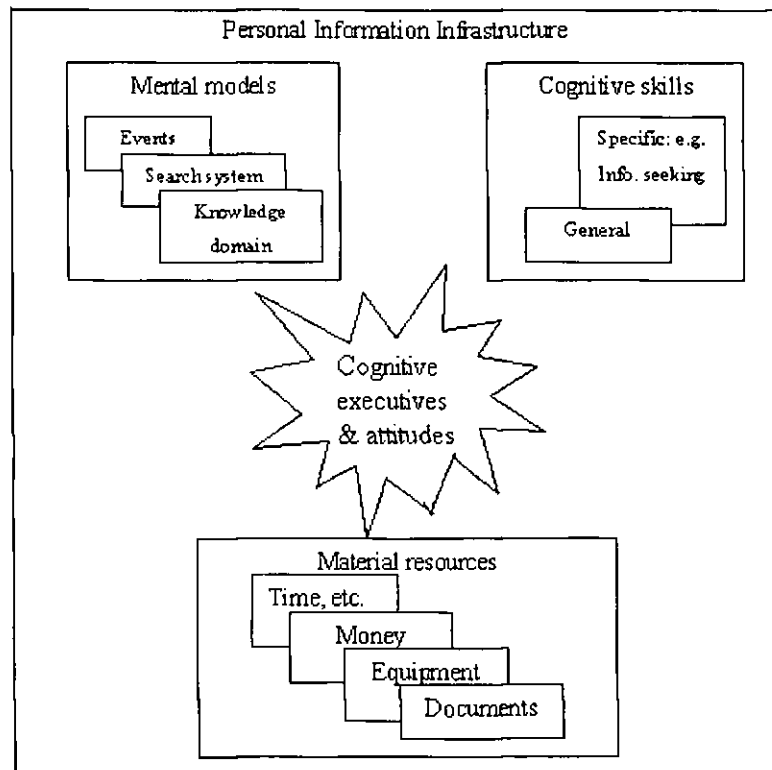 Personal Information Infrastructure
Mental models
Events
Search system
Knowledge
domain
Cognitive skills
Specific: e.g.
Info. seeking
General
Cognitive
executives
& attitudes
Material resources
Time, etc.
Money
Equipment
Documents